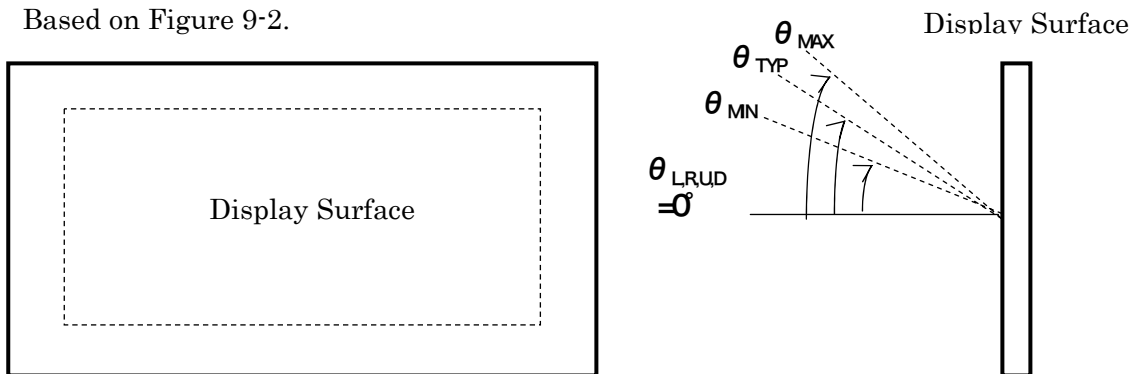 Based on Figure 9-2.
Display Surface
Display Surface
θ MAX
θ TYP
θ MIN
θ L,R,U,D
=0°